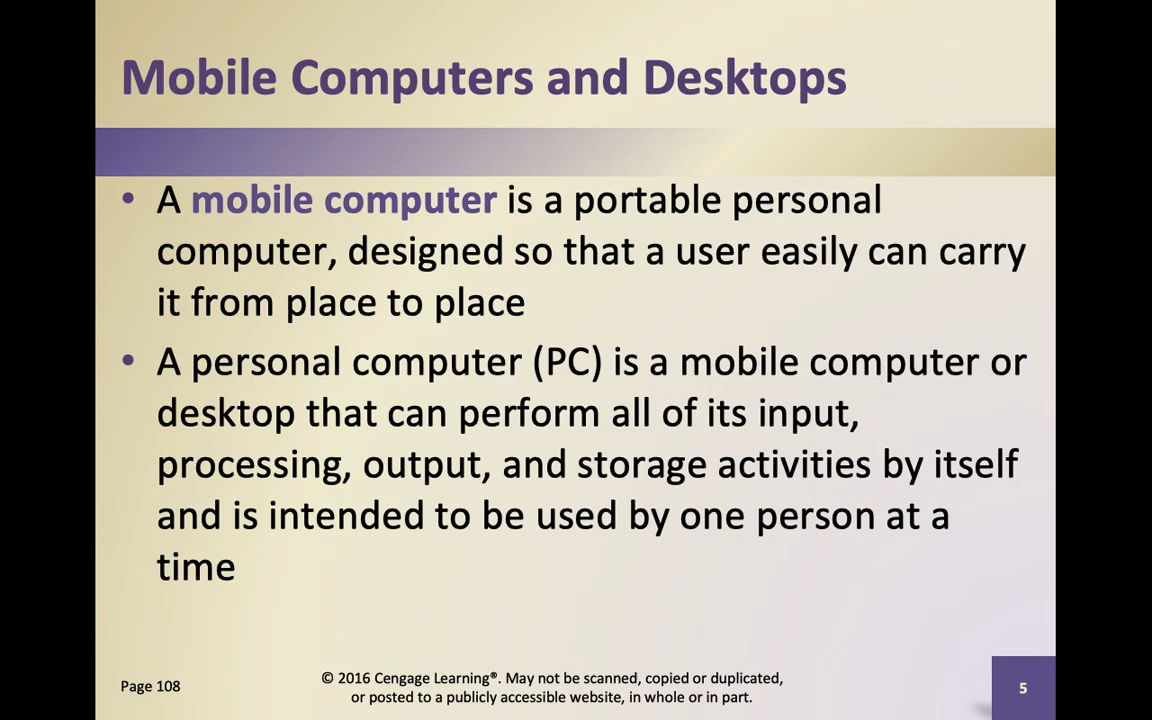 Mobile Computers and Desktops
• A mobile computer is a portable personal
computer, designed so that a user easily can carry
it from place to place
• A personal computer (PC) is a mobile computer or
desktop that can perform all of its input,
processing, output, and storage activities by itself
and is intended to be used by one person at a
time
Page 108
© 2016 Cengage Learning®. May not be scanned, copied or duplicated,
or posted to a publicly accessible website, in whole or in part.
5